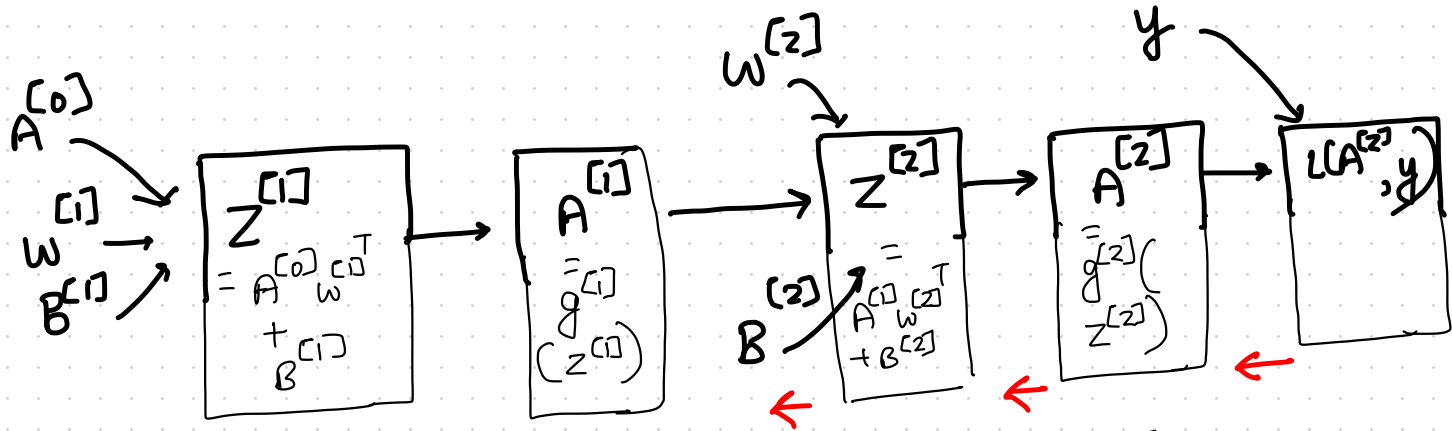 A^[0]
W^[1]
B^[1]
Z^[1]
= A^[0] W^[1]^T
+
B^[1]
A^[1]
=
g^[1]
(Z^[1])
W^[2]
B^[2]
Z^[2]
=
A^[1] W^[2]^T
+ B^[2]
A^[2]
=
g^[2](
Z^[2])
y
L(A^[2]
, y)